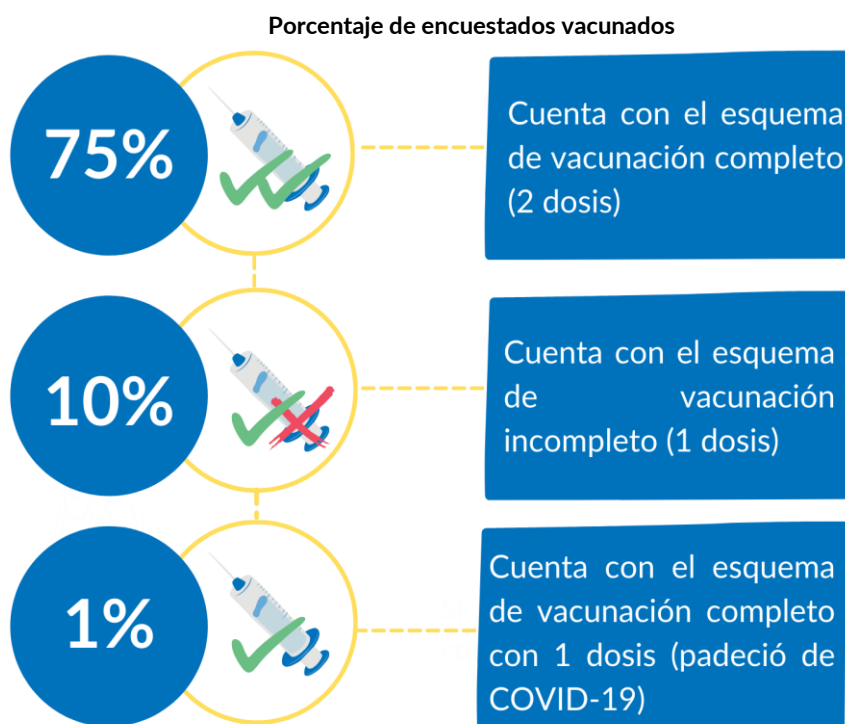 Porcentaje de encuestados vacunados
75%
Cuenta con el esquema
de vacunación completo
(2 dosis)
10%
Cuenta con el esquema
de vacunación
incompleto (1 dosis)
1%
Cuenta con el esquema
de vacunación completo
con 1 dosis (padeció de
COVID-19)